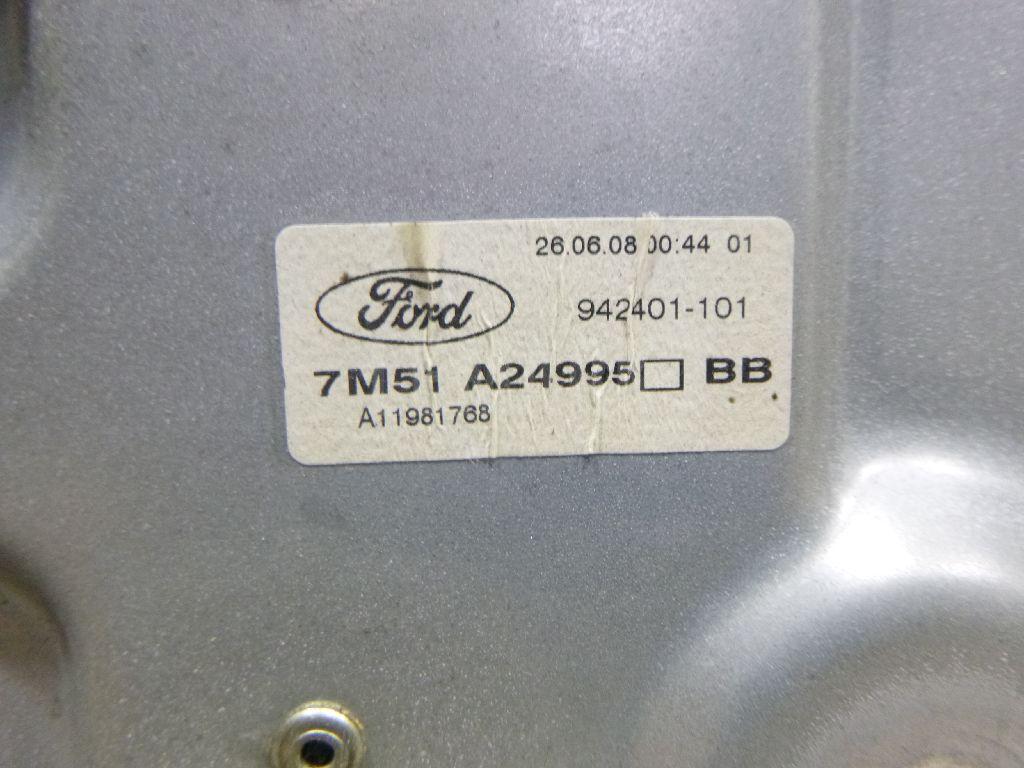 26.06.08 00:44 01
Ford
942401-101
7M51 A24995□ BB
A11981768